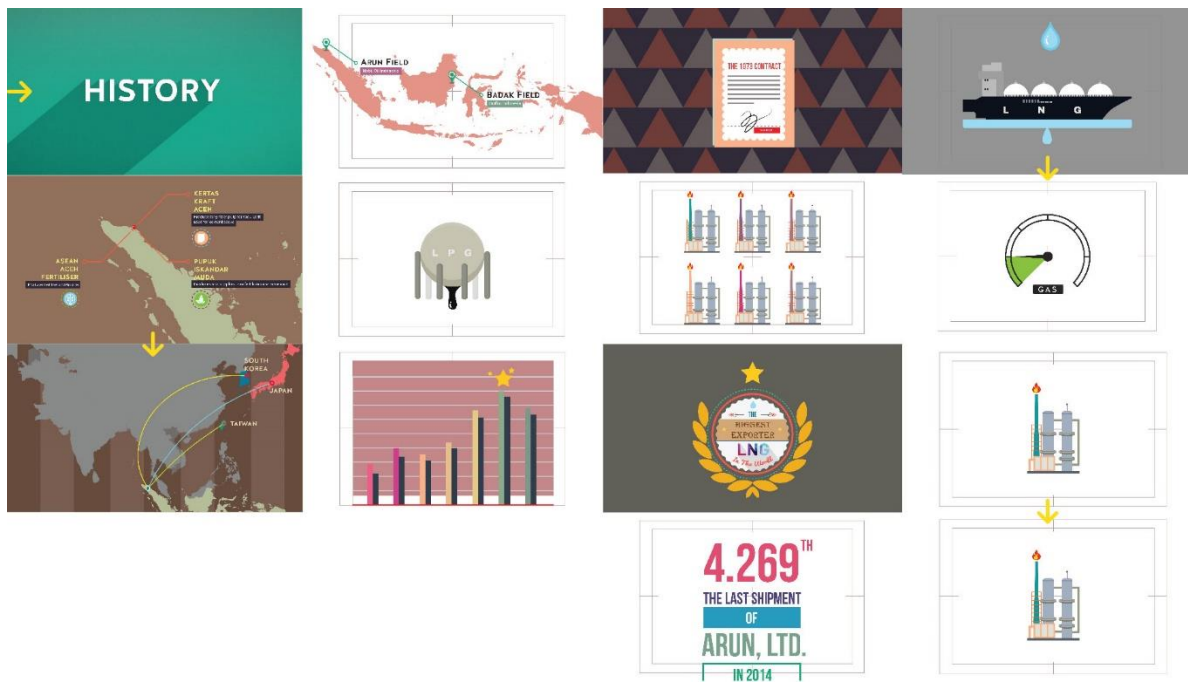 HISTORY
ARUN FIELD
BADAK FIELD
THE 1973 CONTRACT
L N G
KERTAS
KRAFT
ACEH
ASEAN
ACEH
FERTILISER
PUPUK
ISKANDAR
MUDA
L P G
GAS
SOUTH
KOREA
JAPAN
TAIWAN
THE
BIGGEST
EXPORTER
LNG
In The World
4.269TH
THE LAST SHIPMENT
OF
ARUN, LTD.
IN 2014